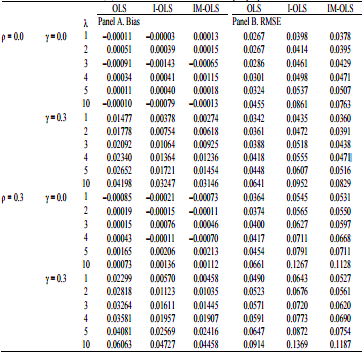 OLS I-OLS IM-OLS OLS I-OLS IM-OLS
λ Panel A. Bias Panel B. RMSE
ρ = 0.0 γ = 0.0 1 −0.00011 −0.00003 0.00013 0.0267 0.0398 0.0378
2 0.00051 0.00039 0.00015 0.0267 0.0414 0.0395
3 −0.00091 −0.00143 −0.00065 0.0286 0.0461 0.0429
4 0.00034 0.00041 0.00115 0.0301 0.0498 0.0471
5 0.00011 0.00040 0.00018 0.0324 0.0537 0.0507
10 −0.00010 −0.00079 −0.00013 0.0455 0.0861 0.0763
γ = 0.3 1 0.01477 0.00378 0.00274 0.0342 0.0435 0.0360
2 0.01778 0.00754 0.00618 0.0361 0.0472 0.0391
3 0.02092 0.01064 0.00925 0.0388 0.0518 0.0438
4 0.02340 0.01364 0.01236 0.0418 0.0555 0.0471
5 0.02652 0.01721 0.01454 0.0448 0.0607 0.0516
10 0.04198 0.03247 0.03146 0.0641 0.0952 0.0829
ρ = 0.3 γ = 0.0 1 −0.00085 −0.00021 −0.00073 0.0364 0.0545 0.0531
2 0.00019 −0.00015 −0.00011 0.0374 0.0565 0.0550
3 0.00015 0.00076 0.00046 0.0400 0.0627 0.0597
4 0.00043 −0.00011 −0.00070 0.0417 0.0711 0.0668
5 0.00165 0.00206 0.00213 0.0454 0.0791 0.0711
10 0.00073 0.00136 0.00112 0.0661 0.1267 0.1128
γ = 0.3 1 0.02299 0.00570 0.00458 0.0490 0.0643 0.0527
2 0.02818 0.01123 0.01035 0.0523 0.0676 0.0561
3 0.03264 0.01611 0.01445 0.0571 0.0720 0.0620
4 0.03581 0.01957 0.01907 0.0591 0.0773 0.0690
5 0.04081 0.02569 0.02416 0.0647 0.0872 0.0754
10 0.06063 0.04727 0.04458 0.0914 0.1369 0.1187